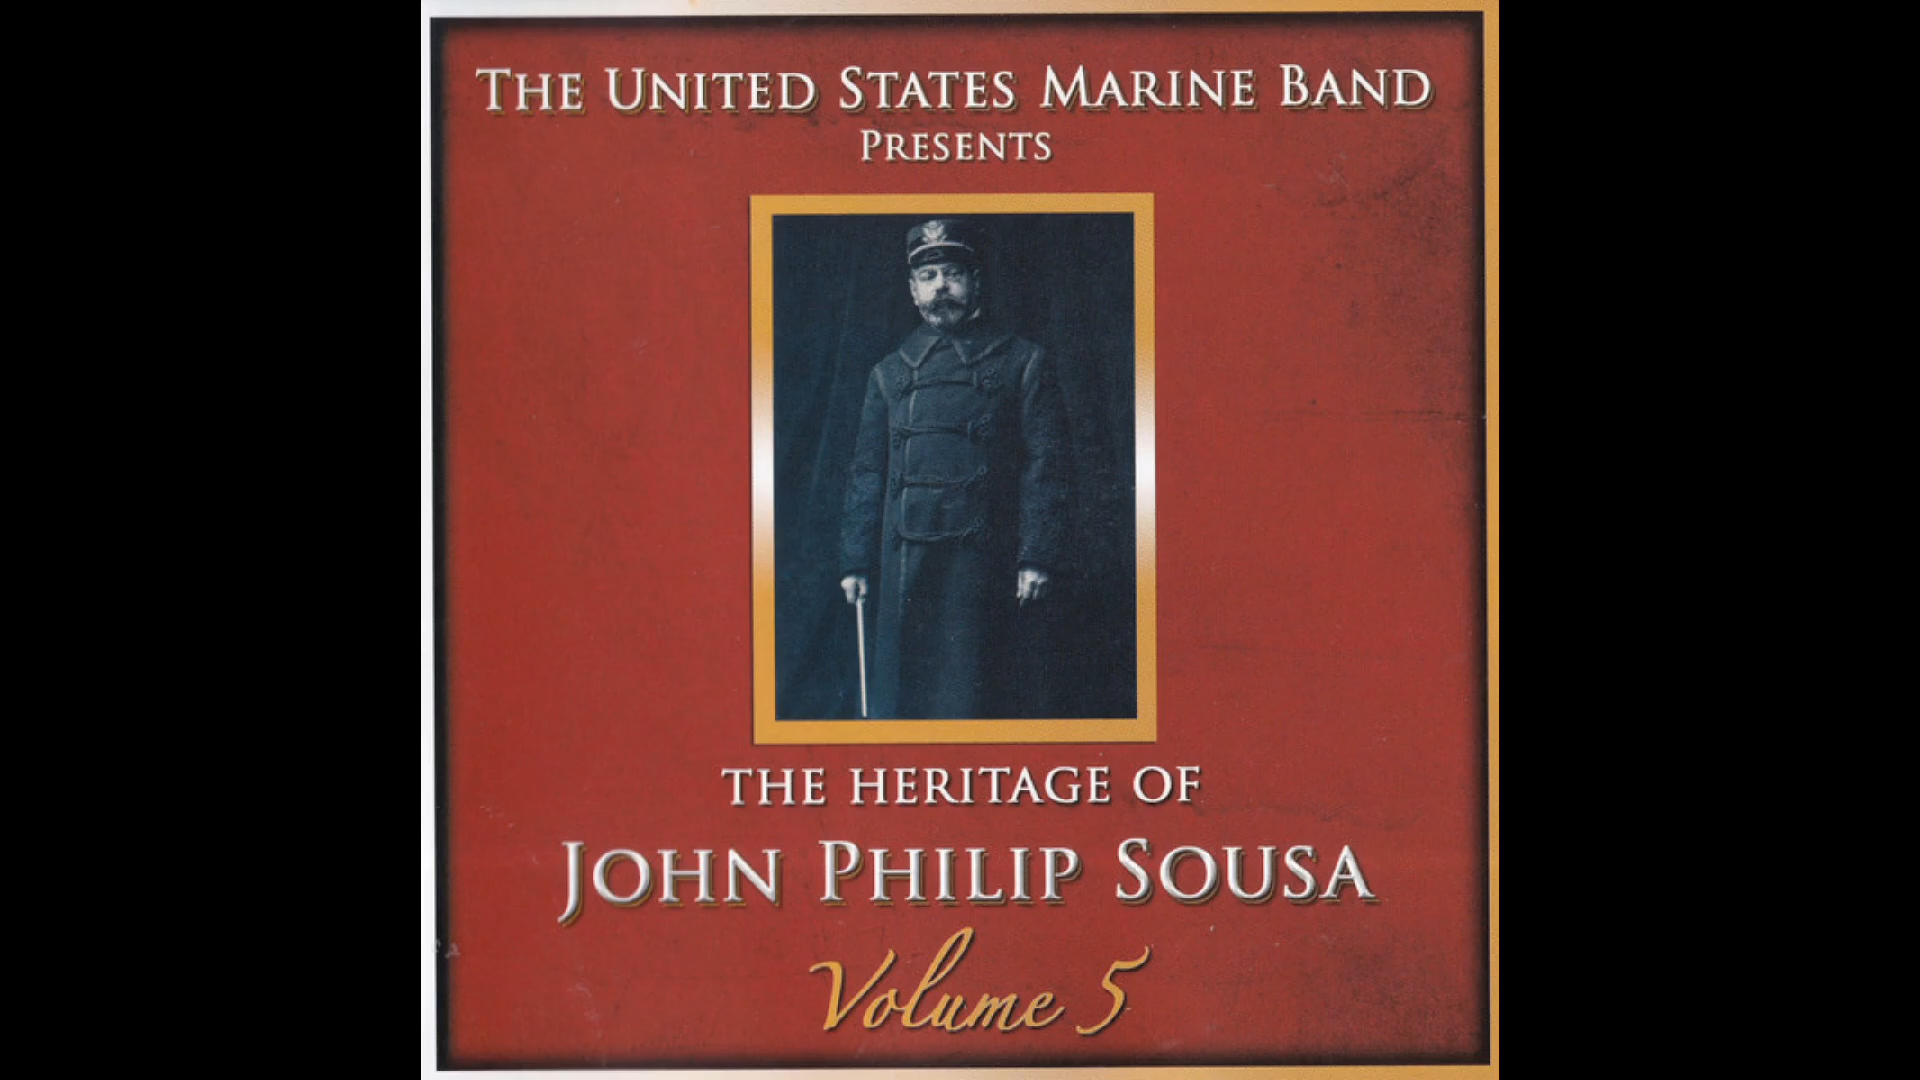 The United States Marine Band
Presents
the heritage of
John Philip Sousa
Volume 5